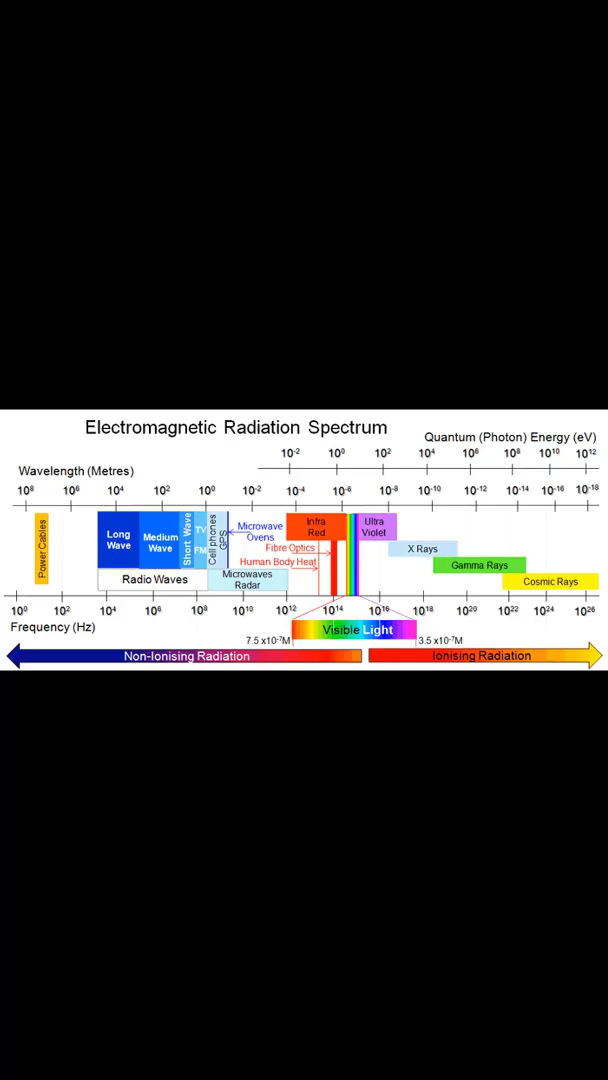 Electromagnetic Radiation Spectrum
Quantum (Photon) Energy (eV)
10⁻² 10⁰ 10² 10⁴ 10⁶ 10⁸ 10¹⁰ 10¹²
Wavelength (Metres)
10⁸ 10⁶ 10⁴ 10² 10⁰ 10⁻² 10⁻⁴ 10⁻⁶ 10⁻⁸ 10⁻¹⁰ 10⁻¹² 10⁻¹⁴ 10⁻¹⁶ 10⁻¹⁸
Power Cables
Long
Wave
Medium
Wave
Short Wave
TV
FM
Cell phones
GPS
Microwave
Ovens
Infra
Red
Ultra
Violet
Fibre Optics
Human Body Heat
X Rays
Gamma Rays
Cosmic Rays
Radio Waves
Microwaves
Radar
10⁰ 10² 10⁴ 10⁶ 10⁸ 10¹⁰ 10¹² 10¹⁴ 10¹⁶ 10¹⁸ 10²⁰ 10²² 10²⁴ 10²⁶
Frequency (Hz)
Visible Light
7.5 x10⁻⁷M
3.5 x10⁻⁷M
Non-Ionising Radiation
Ionising Radiation